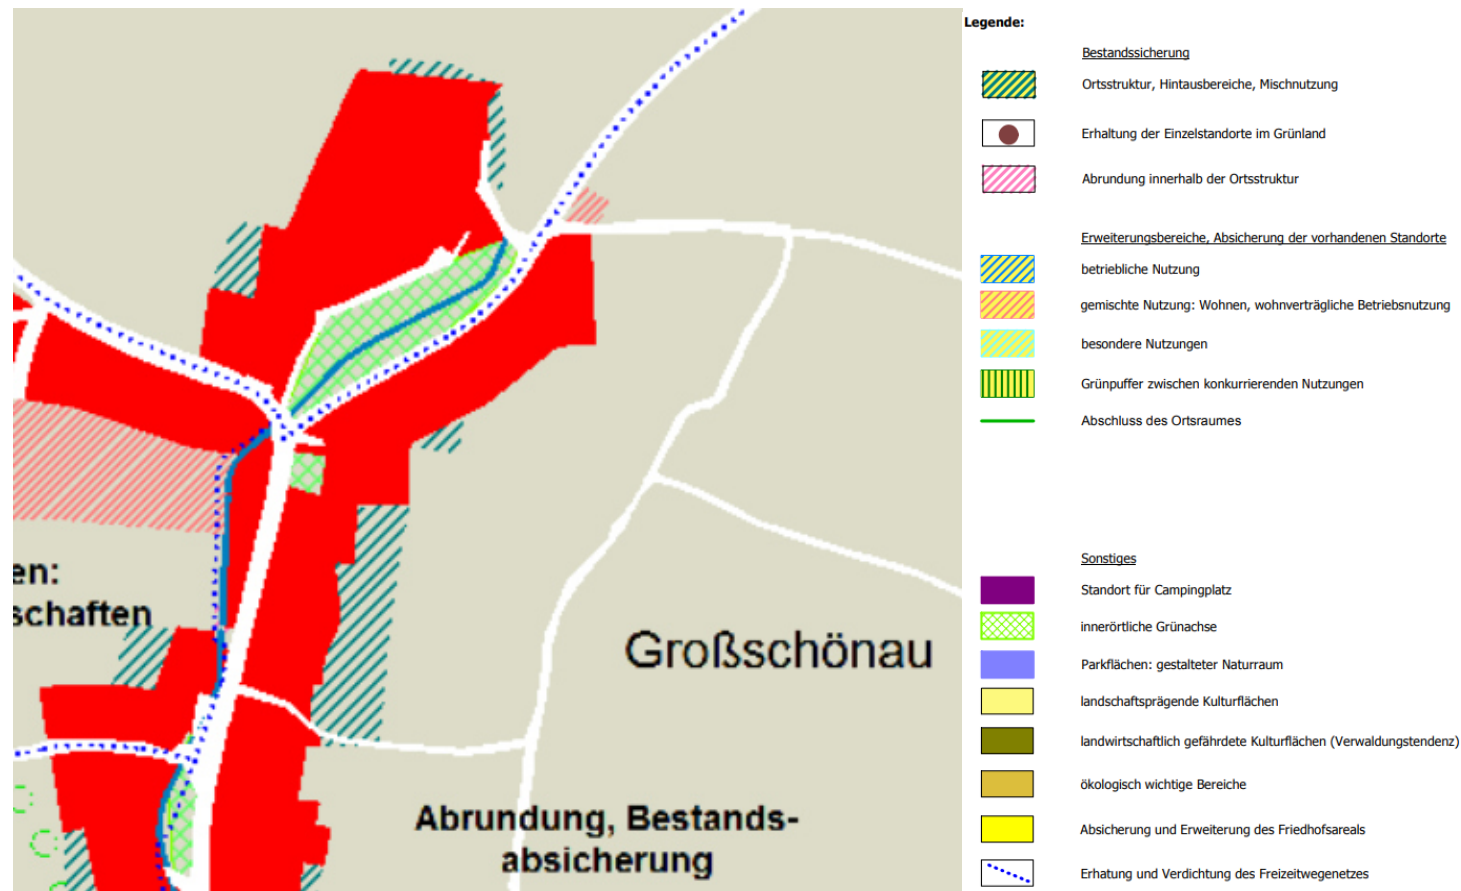 en:
schaften
Großschönau
Abrundung, Bestands-
absicherung
Legende:
Bestandssicherung
Ortsstruktur, Hintausbereiche, Mischnutzung
Erhaltung der Einzelstandorte im Grünland
Abrundung innerhalb der Ortsstruktur
Erweiterungsbereiche, Absicherung der vorhandenen Standorte
betriebliche Nutzung
gemischte Nutzung: Wohnen, wohnverträgliche Betriebsnutzung
besondere Nutzungen
Grünpuffer zwischen konkurrierenden Nutzungen
Abschluss des Ortsraumes
Sonstiges
Standort für Campingplatz
innerörtliche Grünachse
Parkflächen: gestalteter Naturraum
landschaftsprägende Kulturflächen
landwirtschaftlich gefährdete Kulturflächen (Verwaldungstendenz)
ökologisch wichtige Bereiche
Absicherung und Erweiterung des Friedhofsareals
Erhatung und Verdichtung des Freizeitwegenetzes